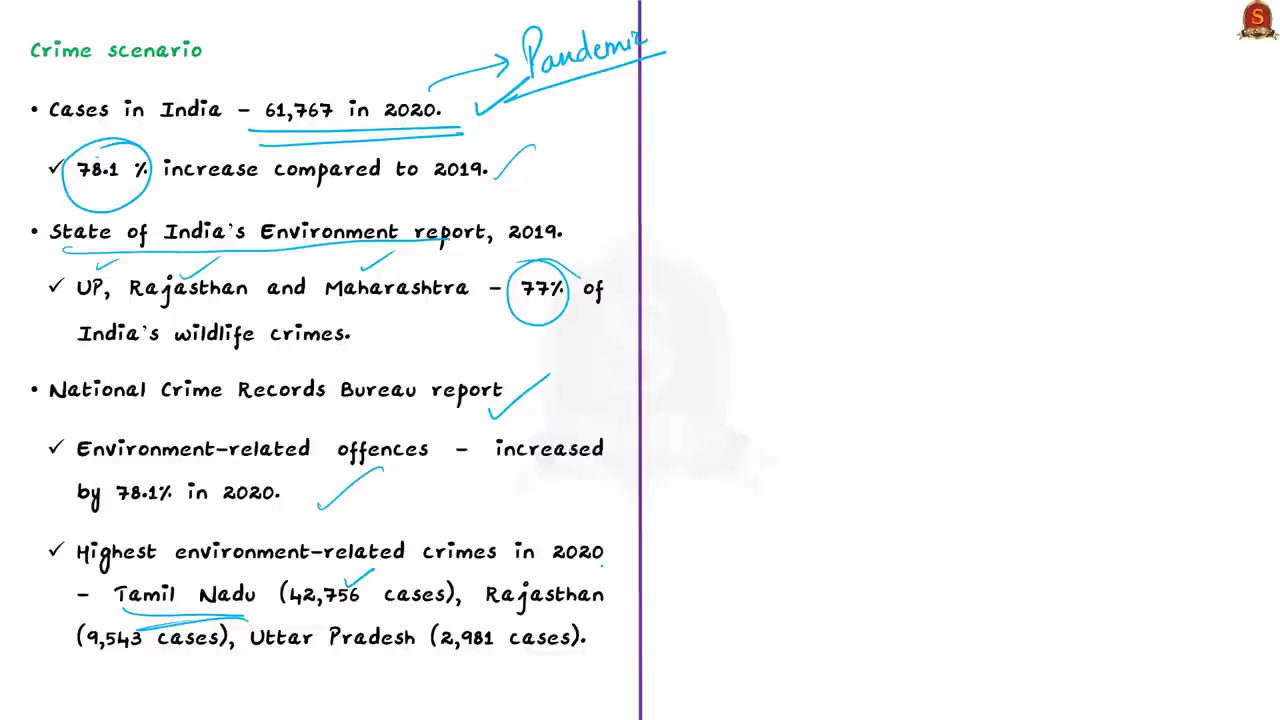 Crime scenario
Pandemic
• Cases in India - 61,767 in 2020.
✓ 78.1 % increase compared to 2019.
• State of India's Environment report, 2019.
✓ UP, Rajasthan and Maharashtra - 77% of
India's wildlife crimes.
• National Crime Records Bureau report
✓ Environment-related offences - increased
by 78.1% in 2020.
✓ Highest environment-related crimes in 2020
- Tamil Nadu (42,756 cases), Rajasthan
(9,543 cases), Uttar Pradesh (2,981 cases).